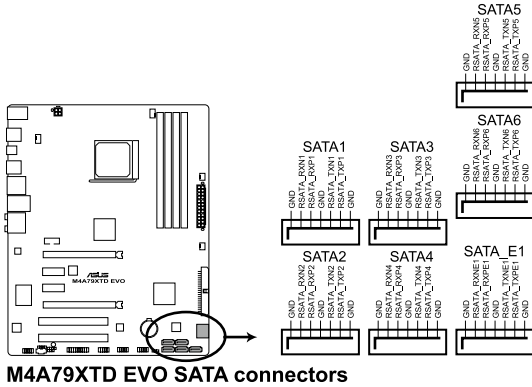 SATA5
GND
RSATA_RXN5
RSATA_RXP5
GND
RSATA_TXN5
RSATA_TXP5
GND
SATA6
GND
RSATA_RXN6
RSATA_RXP6
GND
RSATA_TXN6
RSATA_TXP6
GND
SATA1
GND
RSATA_RXN1
RSATA_RXP1
GND
RSATA_TXN1
RSATA_TXP1
GND
SATA3
GND
RSATA_RXN3
RSATA_RXP3
GND
RSATA_TXN3
RSATA_TXP3
GND
SATA2
GND
RSATA_RXN2
RSATA_RXP2
GND
RSATA_TXN2
RSATA_TXP2
GND
SATA4
GND
RSATA_RXN4
RSATA_RXP4
GND
RSATA_TXN4
RSATA_TXP4
GND
SATA_E1
GND
RSATA_RXNE1
RSATA_RXPE1
GND
RSATA_TXNE1
RSATA_TXPE1
GND
ASUS
M4A79XTD EVO
M4A79XTD EVO SATA connectors